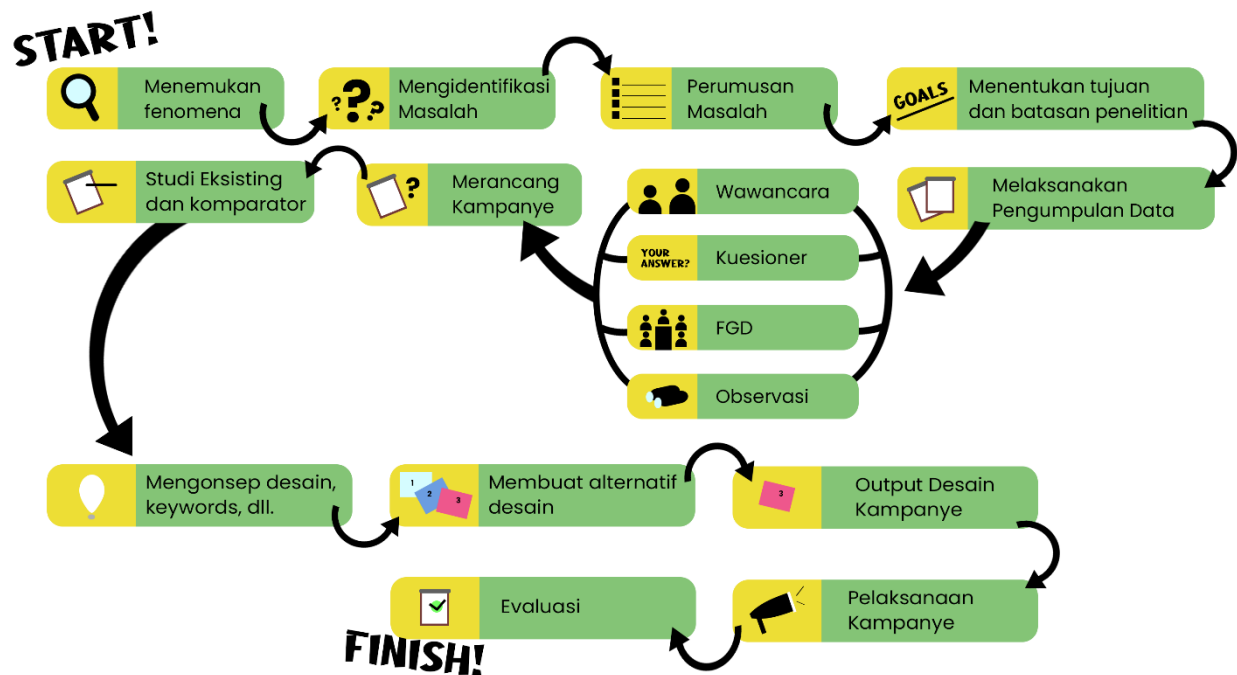 START!
Menemukan
fenomena
???
Mengidentifikasi
Masalah
Perumusan
Masalah
GOALS
Menentukan tujuan
dan batasan penelitian
Melaksanakan
Pengumpulan Data
Wawancara
YOUR
ANSWER?
Kuesioner
FGD
Observasi
?
Merancang
Kampanye
Studi Eksisting
dan komparator
Mengonsep desain,
keywords, dll.
1
2
3
Membuat alternatif
desain
3
Output Desain
Kampanye
Pelaksanaan
Kampanye
Evaluasi
FINISH!